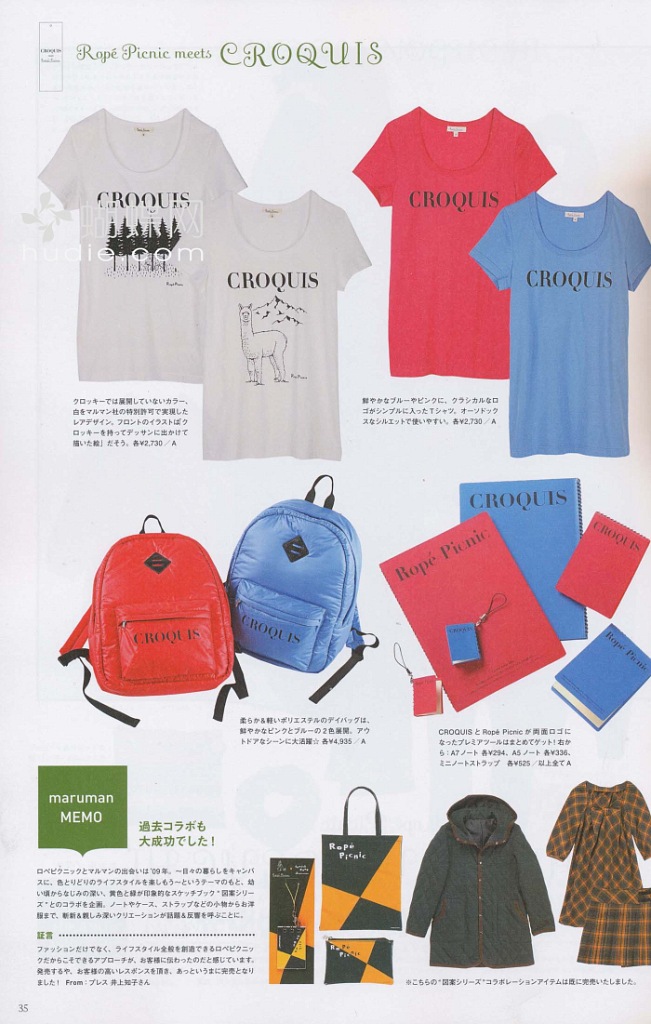 CROQUIS
Ropé Picnic meets CROQUIS
CROQUIS
CROQUIS
CROQUIS
CROQUIS
蝴蝶网
hudie.com
クロッキーでは展開していないカラー、
白をマルマン社の特別許可で実現した
レアデザイン。フロントのイラストは“ク
ロッキーを持ってデッサンに出かけて
描いた絵”だそう。各¥2,730／A
鮮やかなブルーやピンクに、クラシカルなロ
ゴがシンプルに入ったTシャツ。オーソドック
スなシルエットで使いやすい。各¥2,730／A
CROQUIS
CROQUIS
CROQUIS
Ropé Picnic
CROQUIS
Ropé Picnic
CROQUIS
柔らか＆軽いポリエステルのデイバッグは、
鮮やかなピンクとブルーの2色展開。アウ
トドアなシーンに大活躍☆ 各¥4,935／A
CROQUISとRopé Picnicが両面ロゴに
なったプレミアツールはまとめてゲット! 右か
ら：A7ノート 各¥294、A5ノート 各¥336、
ミニノートストラップ 各¥525／以上全てA
maruman
MEMO
過去コラボも
大成功でした！
ロペピクニックとマルマンの出会いは'09年。〜日々の暮らしをキャンバ
スに、色とりどりのライフスタイルを楽しもう〜というテーマのもと、幼
い頃からなじみの深い、黄色と緑が印象的なスケッチブック“図案シリー
ズ”とのコラボを企画。ノートやケース、ストラップなどの小物からお洋
服まで、斬新＆親しみ深いクリエーションが話題＆反響を呼ぶことに。
証言
ファッションだけでなく、ライフスタイル全般を創造できるロペピクニッ
クだからこそできるアプローチが、お客様に伝わったのだと感じています。
発売するや、お客様の高いレスポンスを頂き、あっというまに完売となり
ました！ From：プレス 井上知子さん
Ropé
Picnic
Ropé
Picnic
※こちらの“図案シリーズ”コラボレーションアイテムは既に完売いたしました。
35